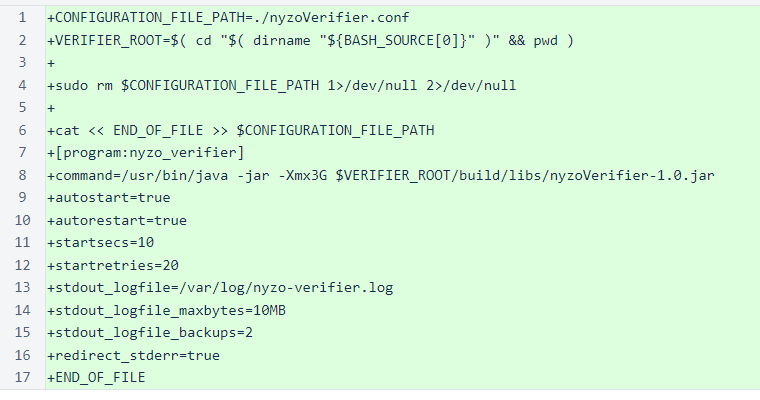 1 +CONFIGURATION_FILE_PATH=./nyzoVerifier.conf
2 +VERIFIER_ROOT=$( cd "$( dirname "${BASH_SOURCE[0]}" )" && pwd )
3 +
4 +sudo rm $CONFIGURATION_FILE_PATH 1>/dev/null 2>/dev/null
5 +
6 +cat << END_OF_FILE >> $CONFIGURATION_FILE_PATH
7 +[program:nyzo_verifier]
8 +command=/usr/bin/java -jar -Xmx3G $VERIFIER_ROOT/build/libs/nyzoVerifier-1.0.jar
9 +autostart=true
10 +autorestart=true
11 +startsecs=10
12 +startretries=20
13 +stdout_logfile=/var/log/nyzo-verifier.log
14 +stdout_logfile_maxbytes=10MB
15 +stdout_logfile_backups=2
16 +redirect_stderr=true
17 +END_OF_FILE